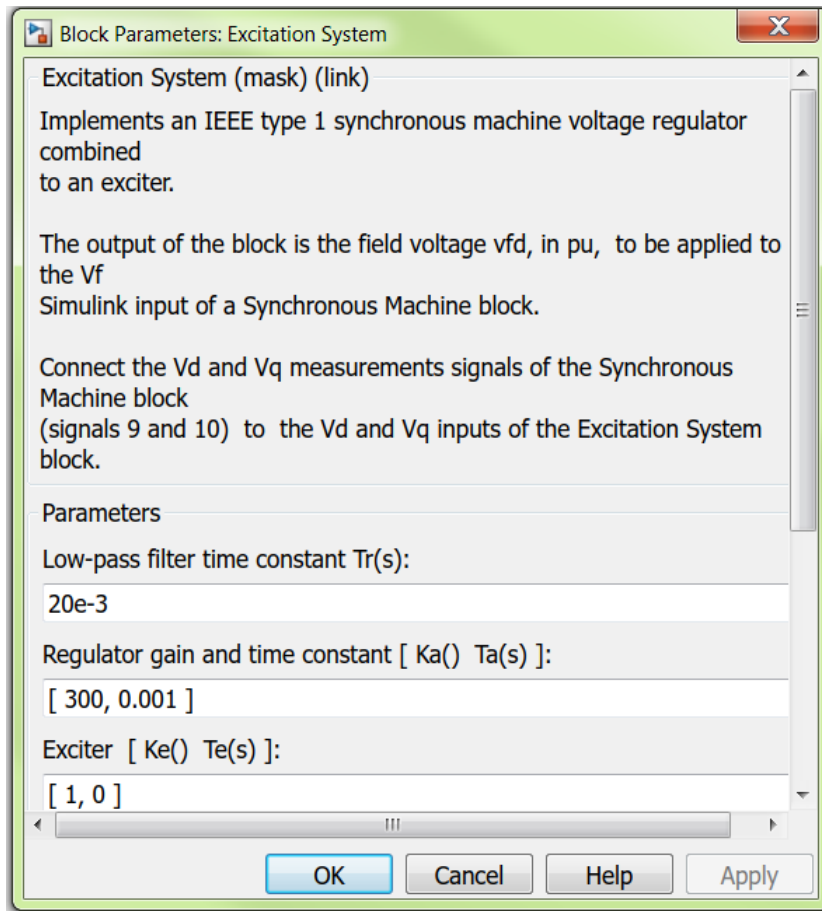 Block Parameters: Excitation System
Excitation System (mask) (link)
Implements an IEEE type 1 synchronous machine voltage regulator
combined
to an exciter.
The output of the block is the field voltage vfd, in pu,  to be applied to
the Vf
Simulink input of a Synchronous Machine block.
Connect the Vd and Vq measurements signals of the Synchronous
Machine block
(signals 9 and 10)  to  the Vd and Vq inputs of the Excitation System
block.
Parameters
Low-pass filter time constant Tr(s):
20e-3
Regulator gain and time constant [ Ka()  Ta(s) ]:
[ 300, 0.001 ]
Exciter  [ Ke()  Te(s) ]:
[ 1, 0 ]
OK Cancel Help Apply